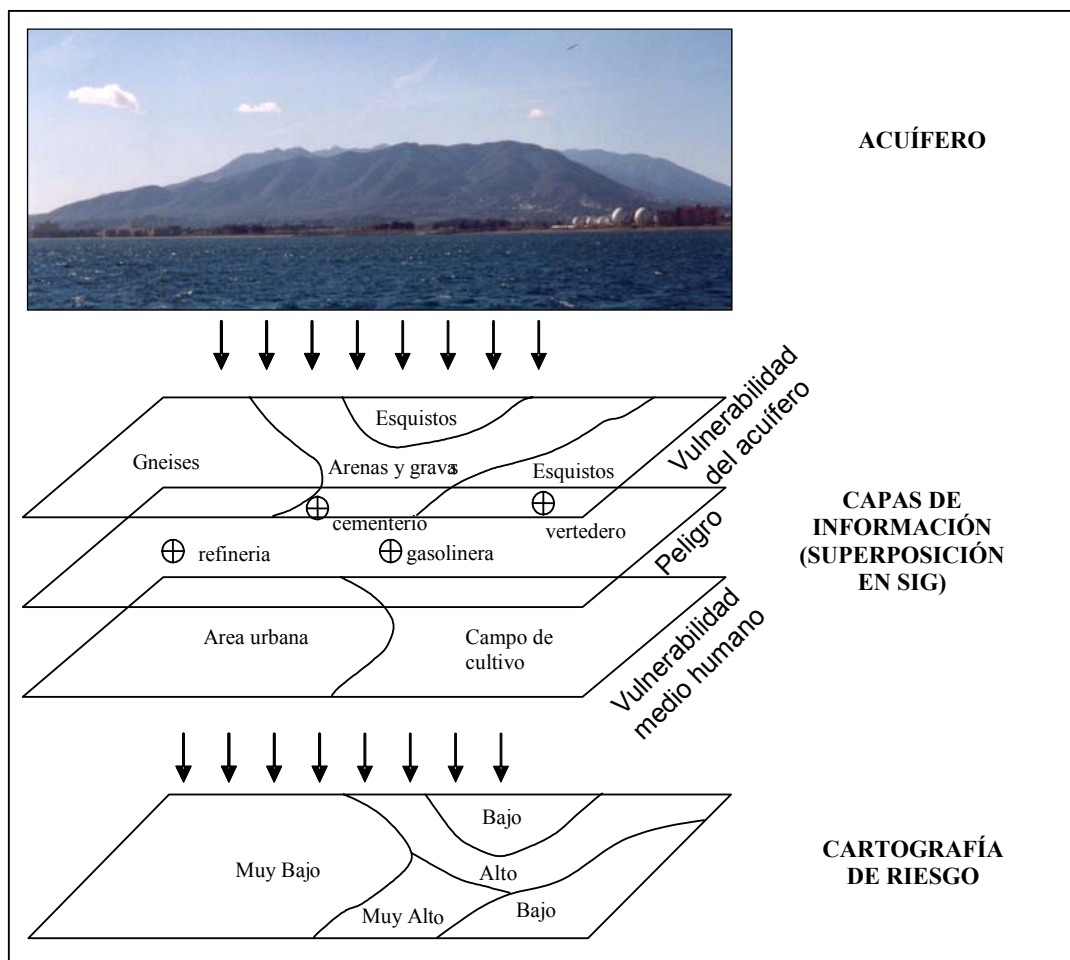 ACUÍFERO
Esquistos
Gneises
Arenas y gravas
Esquistos
Vulnerabilidad
del acuífero
cementerio
vertedero
refineria
gasolinera
Peligro
CAPAS DE
INFORMACIÓN
(SUPERPOSICIÓN
EN SIG)
Area urbana
Campo de
cultivo
Vulnerabilidad
medio humano
Bajo
Muy Bajo
Alto
Muy Alto
Bajo
CARTOGRAFÍA
DE RIESGO